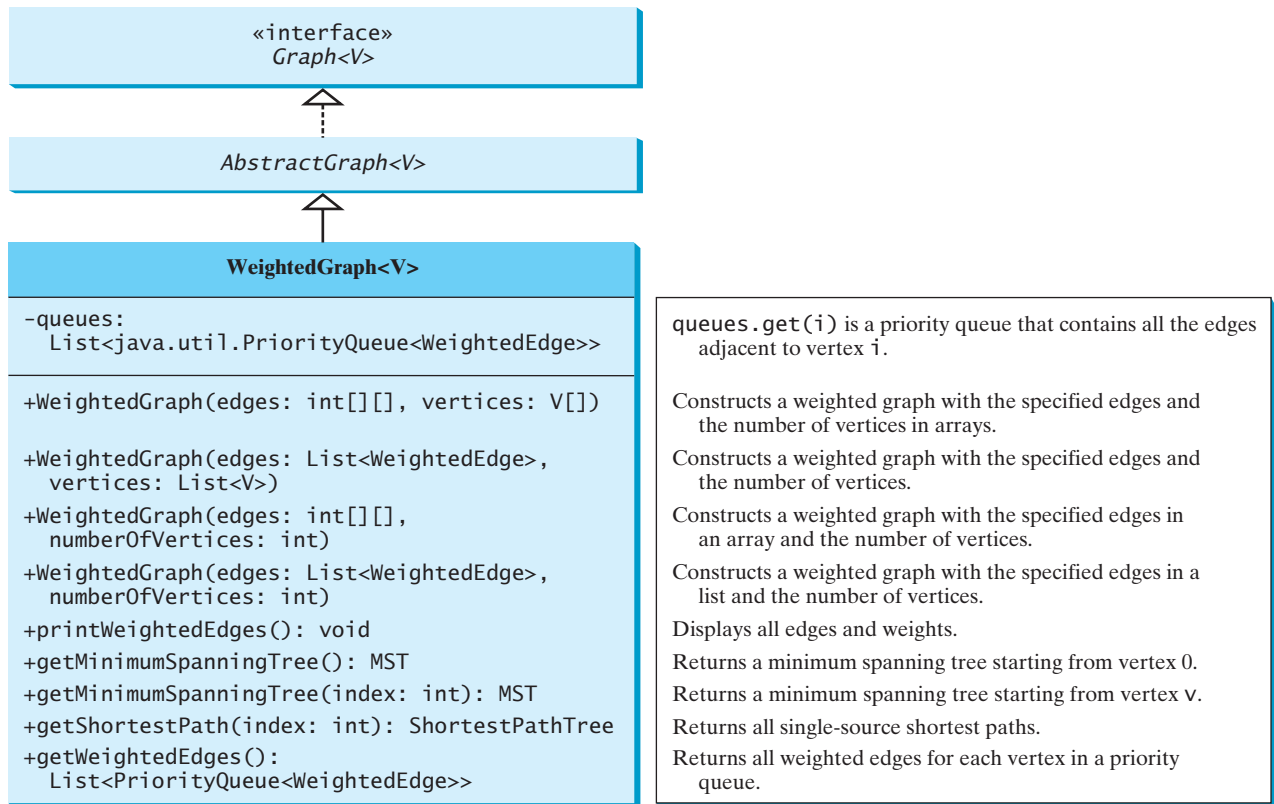 «interface»
Graph<V>
AbstractGraph<V>
WeightedGraph<V>
-queues:
List<java.util.PriorityQueue<WeightedEdge>>
queues.get(i) is a priority queue that contains all the edges
adjacent to vertex i.
+WeightedGraph(edges: int[][], vertices: V[])
Constructs a weighted graph with the specified edges and
the number of vertices in arrays.
+WeightedGraph(edges: List<WeightedEdge>,
vertices: List<V>)
Constructs a weighted graph with the specified edges and
the number of vertices.
+WeightedGraph(edges: int[][],
numberOfVertices: int)
Constructs a weighted graph with the specified edges in
an array and the number of vertices.
+WeightedGraph(edges: List<WeightedEdge>,
numberOfVertices: int)
Constructs a weighted graph with the specified edges in a
list and the number of vertices.
+printWeightedEdges(): void
Displays all edges and weights.
+getMinimumSpanningTree(): MST
Returns a minimum spanning tree starting from vertex 0.
+getMinimumSpanningTree(index: int): MST
Returns a minimum spanning tree starting from vertex v.
+getShortestPath(index: int): ShortestPathTree
Returns all single-source shortest paths.
+getWeightedEdges():
List<PriorityQueue<WeightedEdge>>
Returns all weighted edges for each vertex in a priority
queue.